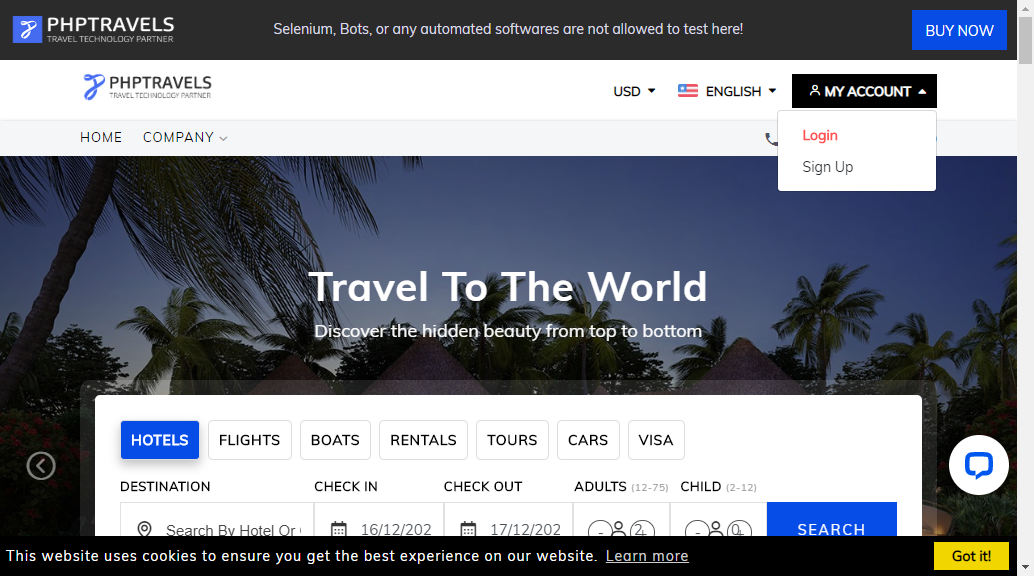 PHPTRAVELS
TRAVEL TECHNOLOGY PARTNER
Selenium, Bots, or any automated softwares are not allowed to test here!
BUY NOW
PHPTRAVELS
TRAVEL TECHNOLOGY PARTNER
USD
ENGLISH
MY ACCOUNT
Login
Sign Up
HOME
COMPANY
Travel To The World
Discover the hidden beauty from top to bottom
HOTELS
FLIGHTS
BOATS
RENTALS
TOURS
CARS
VISA
DESTINATION
CHECK IN
CHECK OUT
ADULTS (12-75)
CHILD (2-12)
Search By Hotel Or
16/12/202
17/12/202
- 2
- 0
SEARCH
This website uses cookies to ensure you get the best experience on our website. Learn more
Got it!